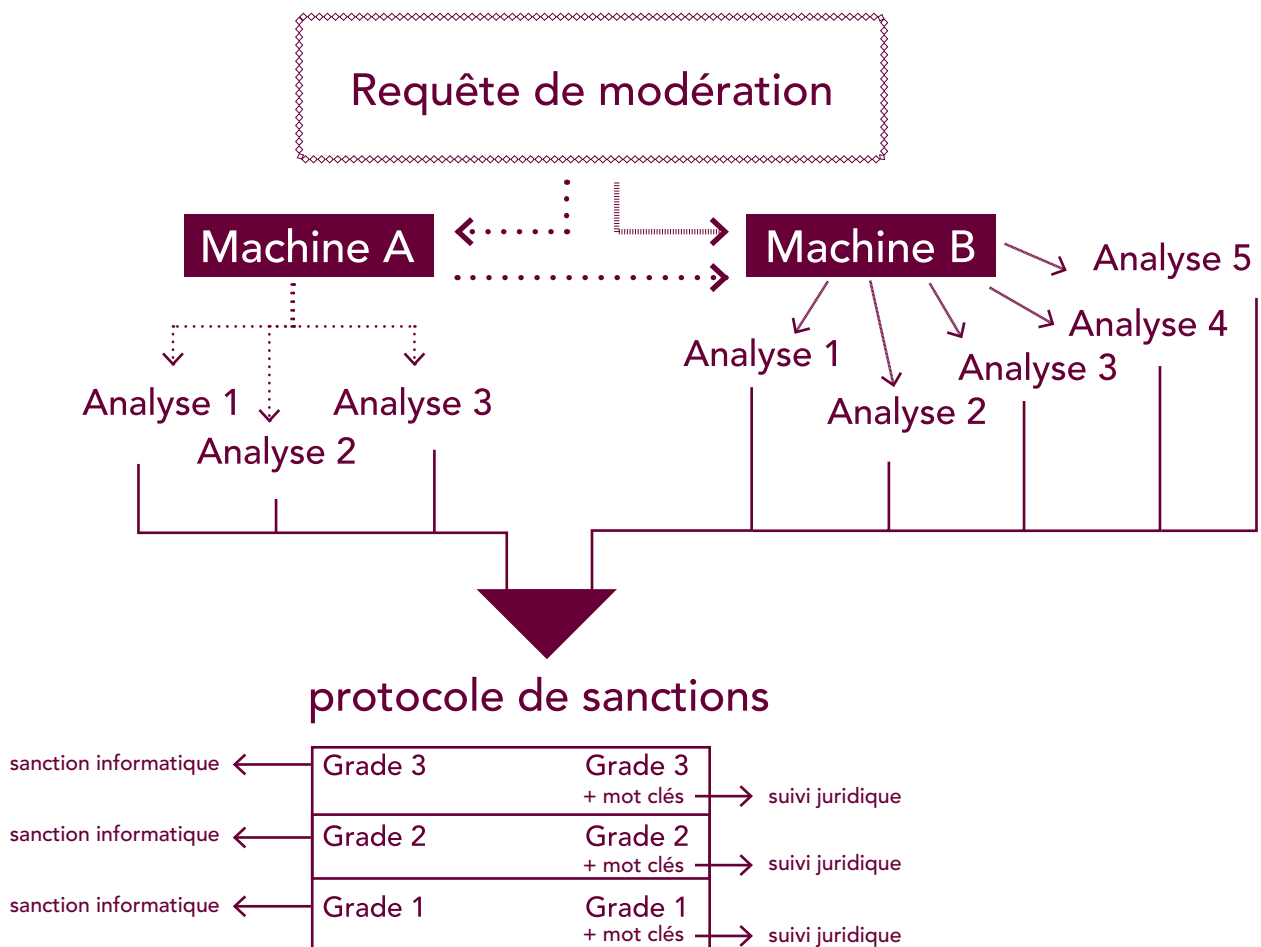 Requête de modération
Machine A
Machine B
Analyse 5
Analyse 4
Analyse 1
Analyse 3
Analyse 2
Analyse 1
Analyse 3
Analyse 2
protocole de sanctions
sanction informatique
Grade 3
Grade 3
+ mot clés
suivi juridique
sanction informatique
Grade 2
Grade 2
+ mot clés
suivi juridique
sanction informatique
Grade 1
Grade 1
+ mot clés
suivi juridique